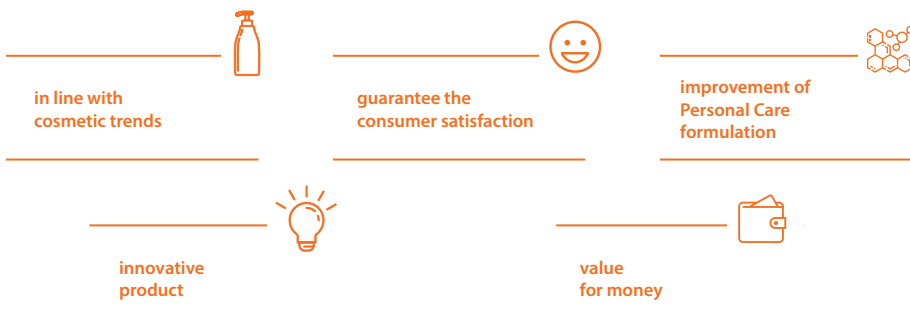 in line with
cosmetic trends
guarantee the
consumer satisfaction
improvement of
Personal Care
formulation
innovative
product
value
for money